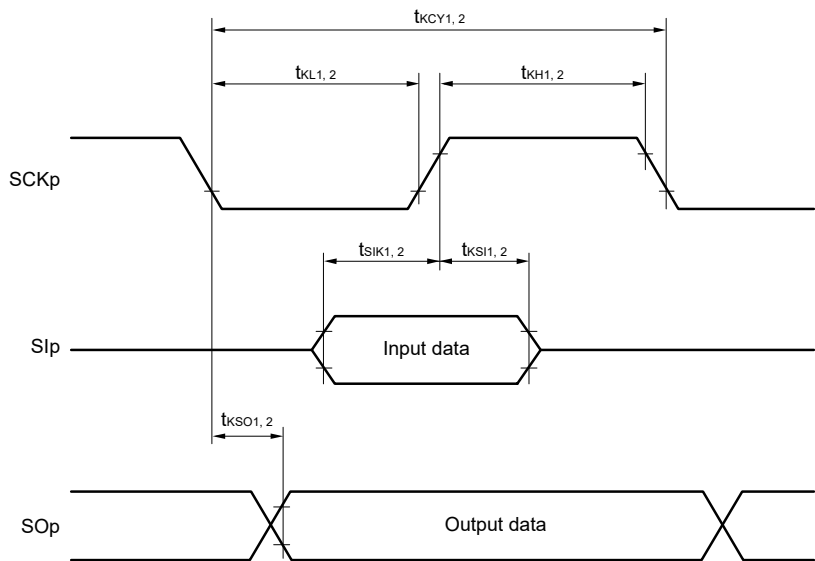 tKCY1, 2
tKL1, 2
tKH1, 2
SCKp
tSIK1, 2
tKSI1, 2
SIp
Input data
tKSO1, 2
SOp
Output data